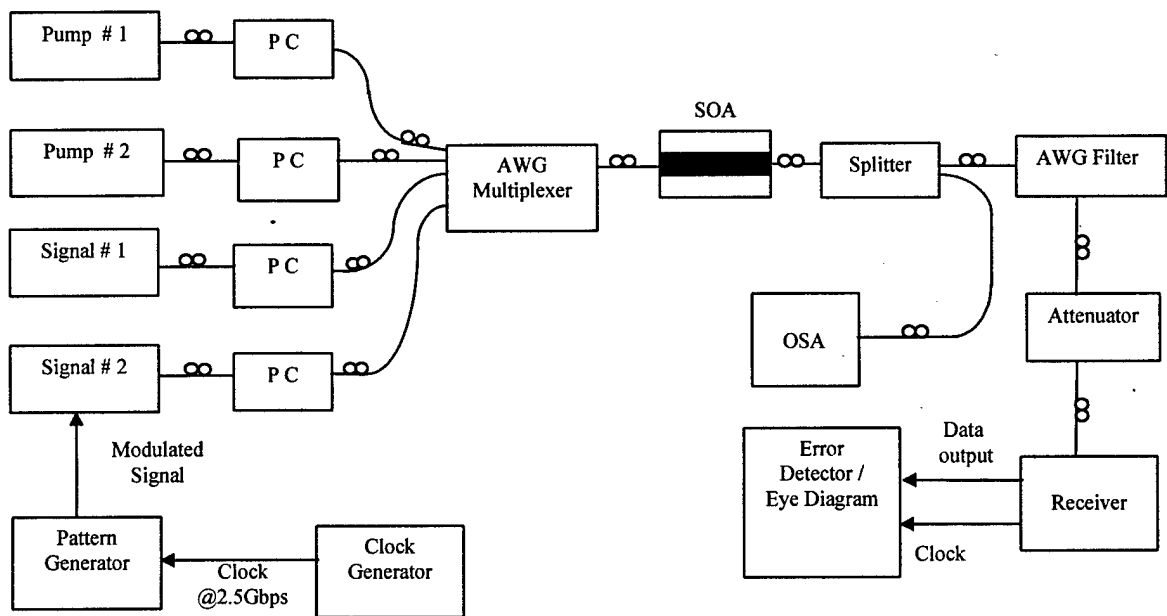 Pump # 1
P C
Pump # 2
P C
Signal # 1
P C
Signal # 2
P C
AWG
Multiplexer
SOA
Splitter
AWG Filter
OSA
Attenuator
Receiver
Data
output
Clock
Error
Detector /
Eye Diagram
Modulated
Signal
Pattern
Generator
Clock
@2.5Gbps
Clock
Generator